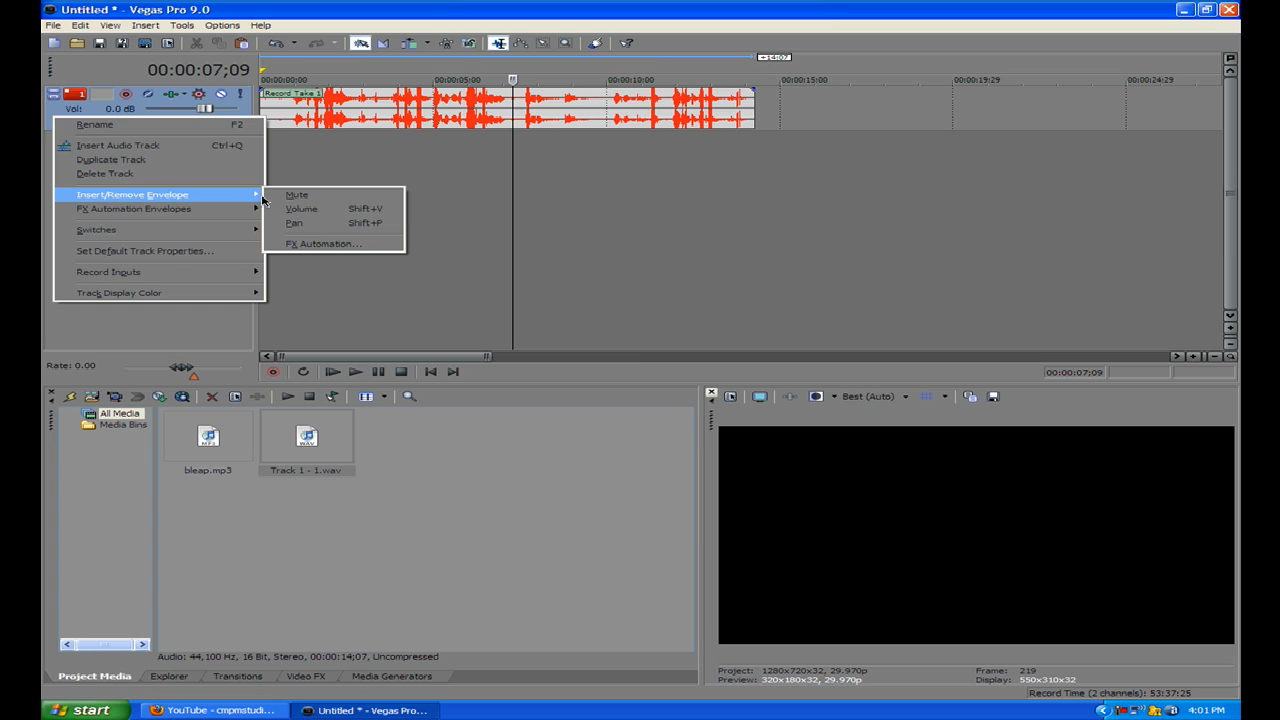 Untitled * - Vegas Pro 9.0
File Edit View Insert Tools Options Help
00:00:07;09
+14:07
00:00:00:00 00:00:05:00 00:00:10:00 00:00:15:00 00:00:19:29 00:00:24:29
1
Vol: 0.0 dB
Record Take 1
Rename F2
Insert Audio Track Ctrl+Q
Duplicate Track
Delete Track
Insert/Remove Envelope
FX Automation Envelopes
Switches
Set Default Track Properties...
Record Inputs
Track Display Color
Mute
Volume Shift+V
Pan Shift+P
FX Automation...
Rate: 0.00
00:00:07;09
Best (Auto)
All Media
Media Bins
MP3
WAV
bleap.mp3 Track 1 - 1.wav
Audio: 44,100 Hz, 16 Bit, Stereo, 00:00:14;07, Uncompressed
Project Media Explorer Transitions Video FX Media Generators
Project: 1280x720x32, 29.970p Frame: 219
Preview: 320x180x32, 29.970p Display: 550x310x32
Record Time (2 channels): 53:37:25
start YouTube - cmpmstudi... Untitled * - Vegas Pro... 4:01 PM